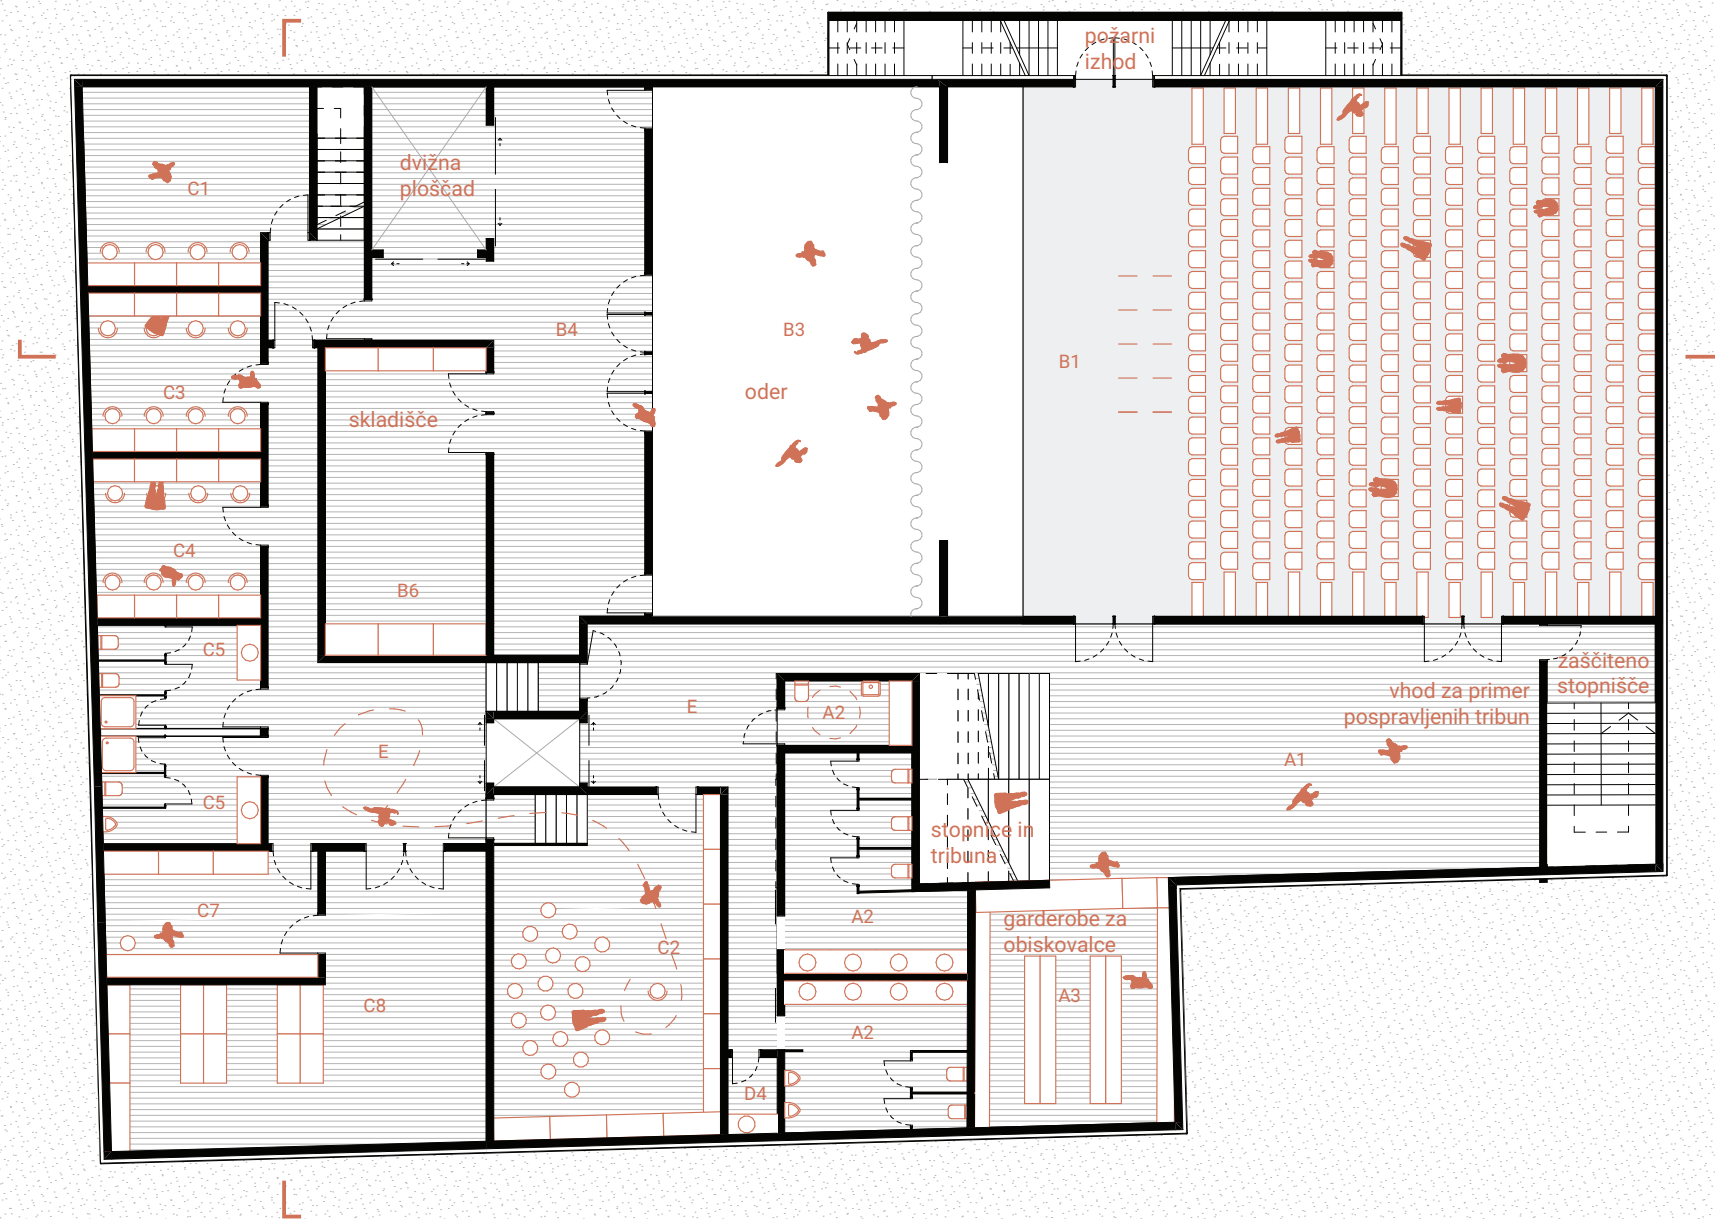 požarni
izhod
dvižna
ploščad
C1
B4
B3
B1
oder
C3
skladišče
C4
B6
C5
zaščiteno
stopnišče
vhod za primer
pospravljenih tribun
E
A2
E
A1
C5
stopnice in
tribuna
C7
A2
garderobe za
obiskovalce
C2
C8
A3
A2
D4